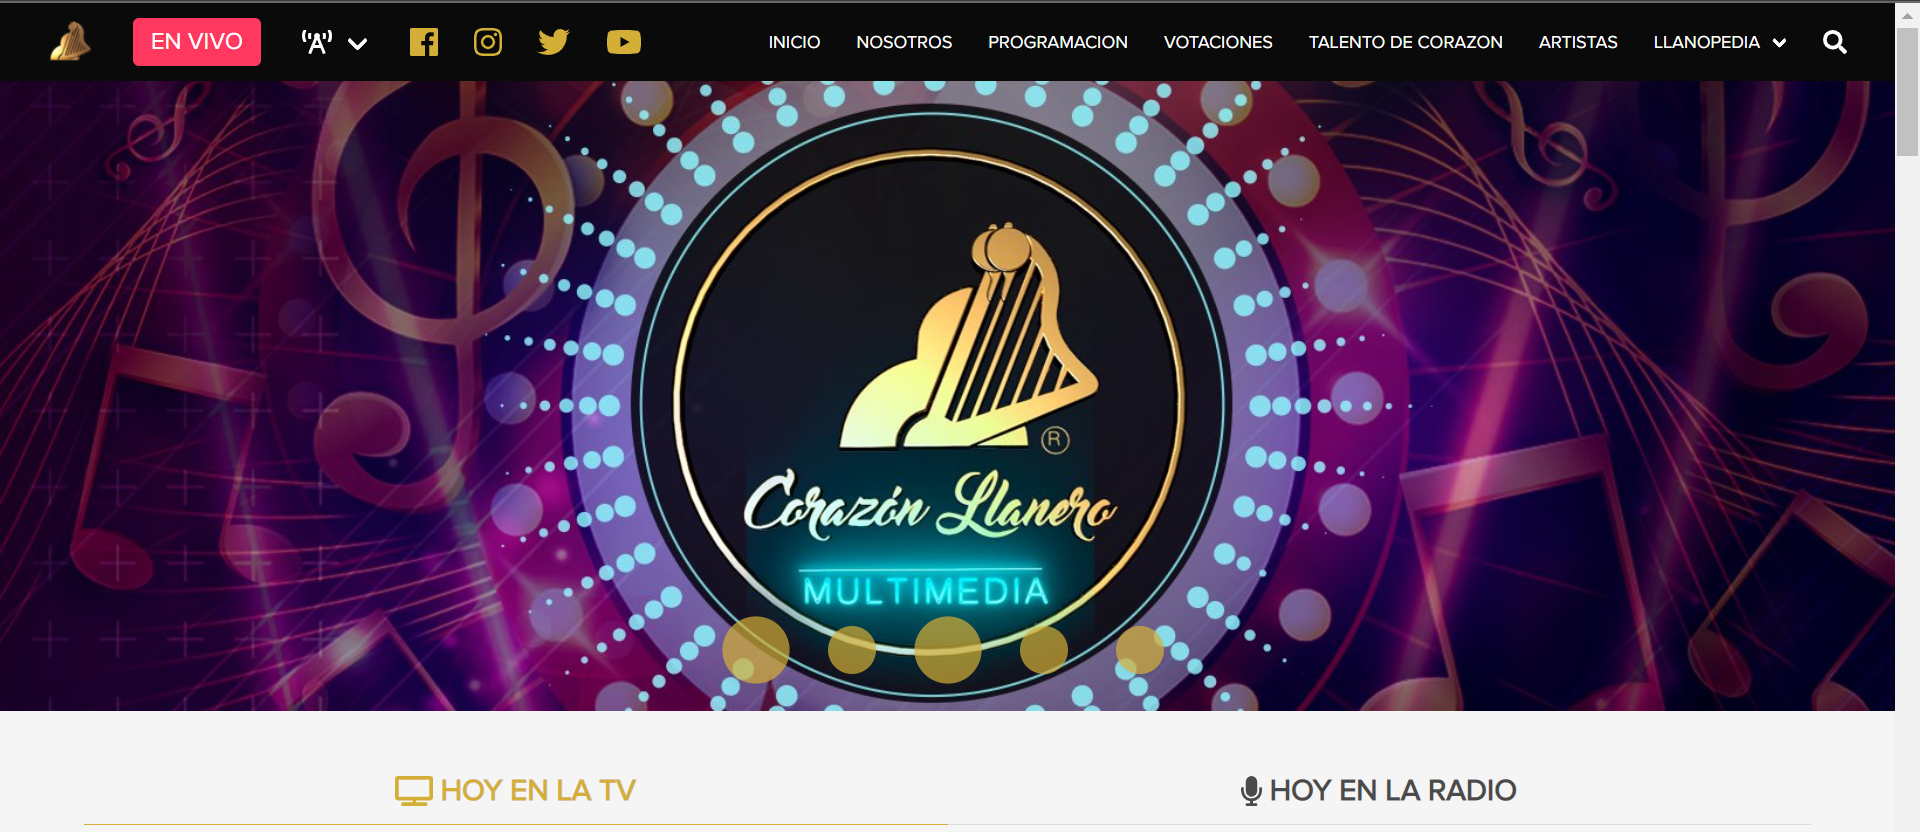 EN VIVO
INICIO NOSOTROS PROGRAMACION VOTACIONES TALENTO DE CORAZON ARTISTAS LLANOPEDIA
®
Corazón Llanero
MULTIMEDIA
HOY EN LA TV
HOY EN LA RADIO